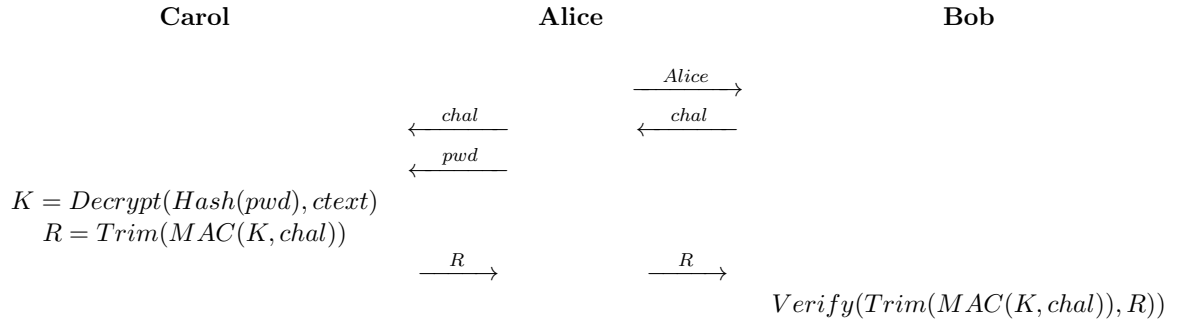 Carol Alice Bob
Alice
chal chal
pwd
K = Decrypt(Hash(pwd), ctext)
R = Trim(MAC(K, chal))
R R
Verify(Trim(MAC(K, chal)), R))